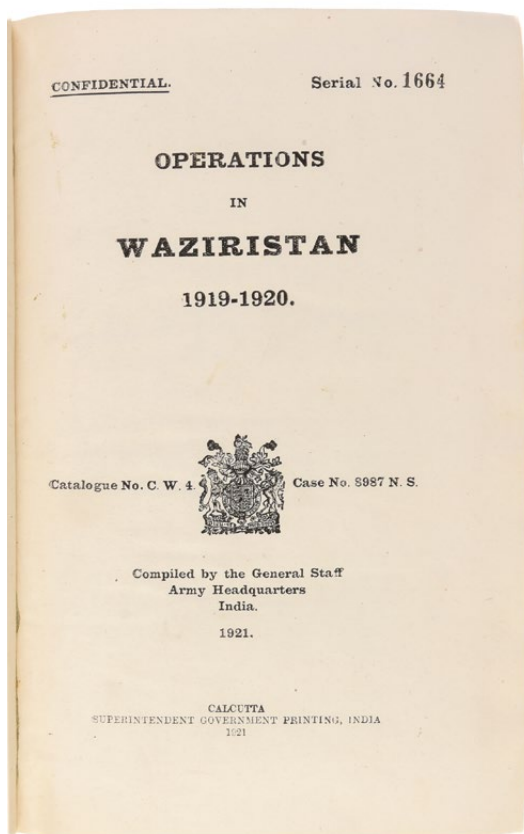 CONFIDENTIAL. Serial No. 1664
OPERATIONS
IN
WAZIRISTAN
1919-1920.
Catalogue No. C. W. 4. Case No. 8987 N. S.
Compiled by the General Staff
Army Headquarters
India.
1921.
CALCUTTA
SUPERINTENDENT GOVERNMENT PRINTING, INDIA
1921